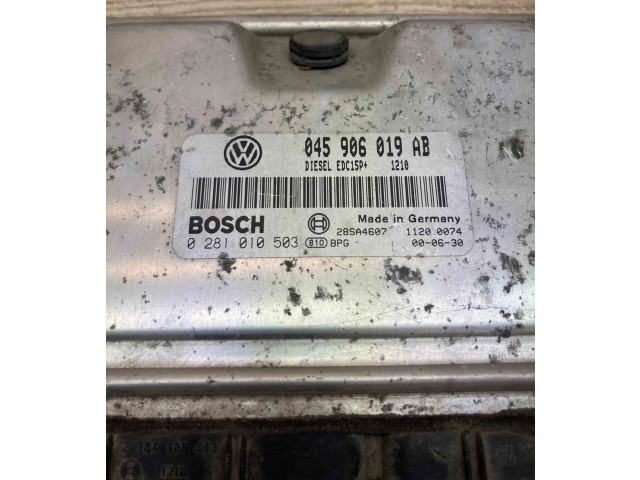 045 906 019 AB
DIESEL EDC15P+ 1210
BOSCH Made in Germany
28SA4607 1120 0074
0 281 010 503 810 BPG 00-06-30